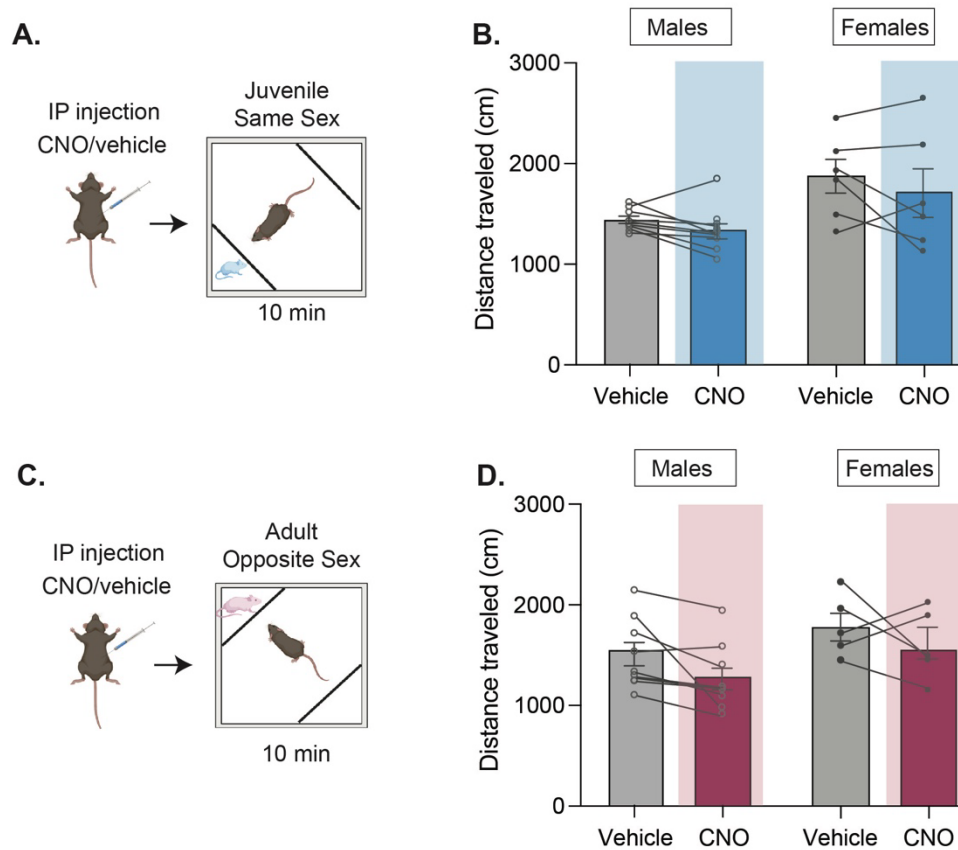 A.
IP injection
CNO/vehicle
Juvenile
Same Sex
10 min
B.
Males
Females
Distance traveled (cm)
3000
2000
1000
0
Vehicle
CNO
Vehicle
CNO
C.
IP injection
CNO/vehicle
Adult
Opposite Sex
10 min
D.
Males
Females
Distance traveled (cm)
3000
2000
1000
0
Vehicle
CNO
Vehicle
CNO